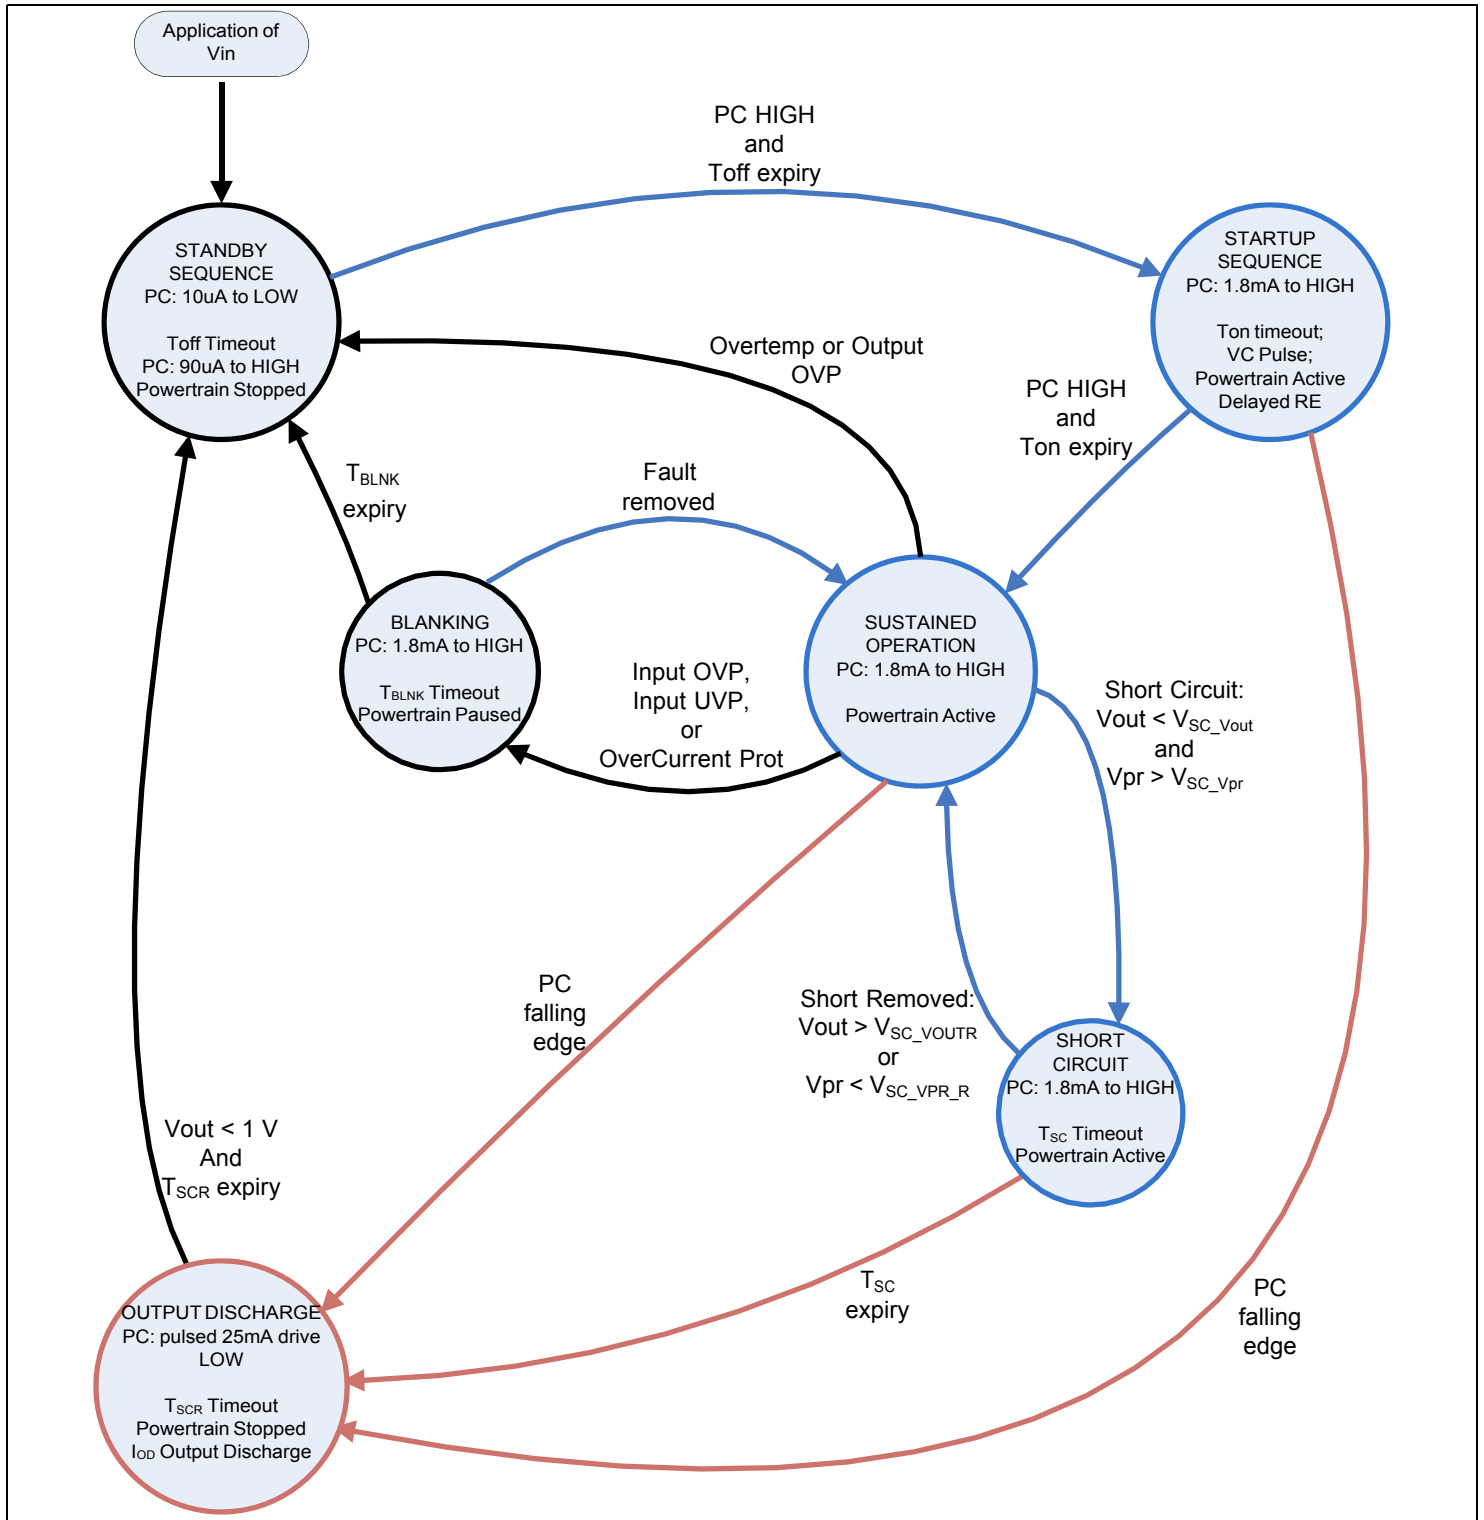 Application of
Vin
PC HIGH
and
Toff expiry
STANDBY
SEQUENCE
PC: 10uA to LOW
Toff Timeout
PC: 90uA to HIGH
Powertrain Stopped
STARTUP
SEQUENCE
PC: 1.8mA to HIGH
Ton timeout;
VC Pulse;
Powertrain Active
Delayed RE
Overtemp or Output
OVP
PC HIGH
and
Ton expiry
TBLNK
expiry
Fault
removed
BLANKING
PC: 1.8mA to HIGH
TBLNK Timeout
Powertrain Paused
Input OVP,
Input UVP,
or
OverCurrent Prot
SUSTAINED
OPERATION
PC: 1.8mA to HIGH
Powertrain Active
Short Circuit:
Vout < VSC_Vout
and
Vpr > VSC_Vpr
PC
falling
edge
Short Removed:
Vout > VSC_VOUTR
or
Vpr < VSC_VPR_R
SHORT
CIRCUIT
PC: 1.8mA to HIGH
TSC Timeout
Powertrain Active
Vout < 1 V
And
TSCR expiry
TSC
expiry
PC
falling
edge
OUTPUT DISCHARGE
PC: pulsed 25mA drive
LOW
TSCR Timeout
Powertrain Stopped
IOD Output Discharge